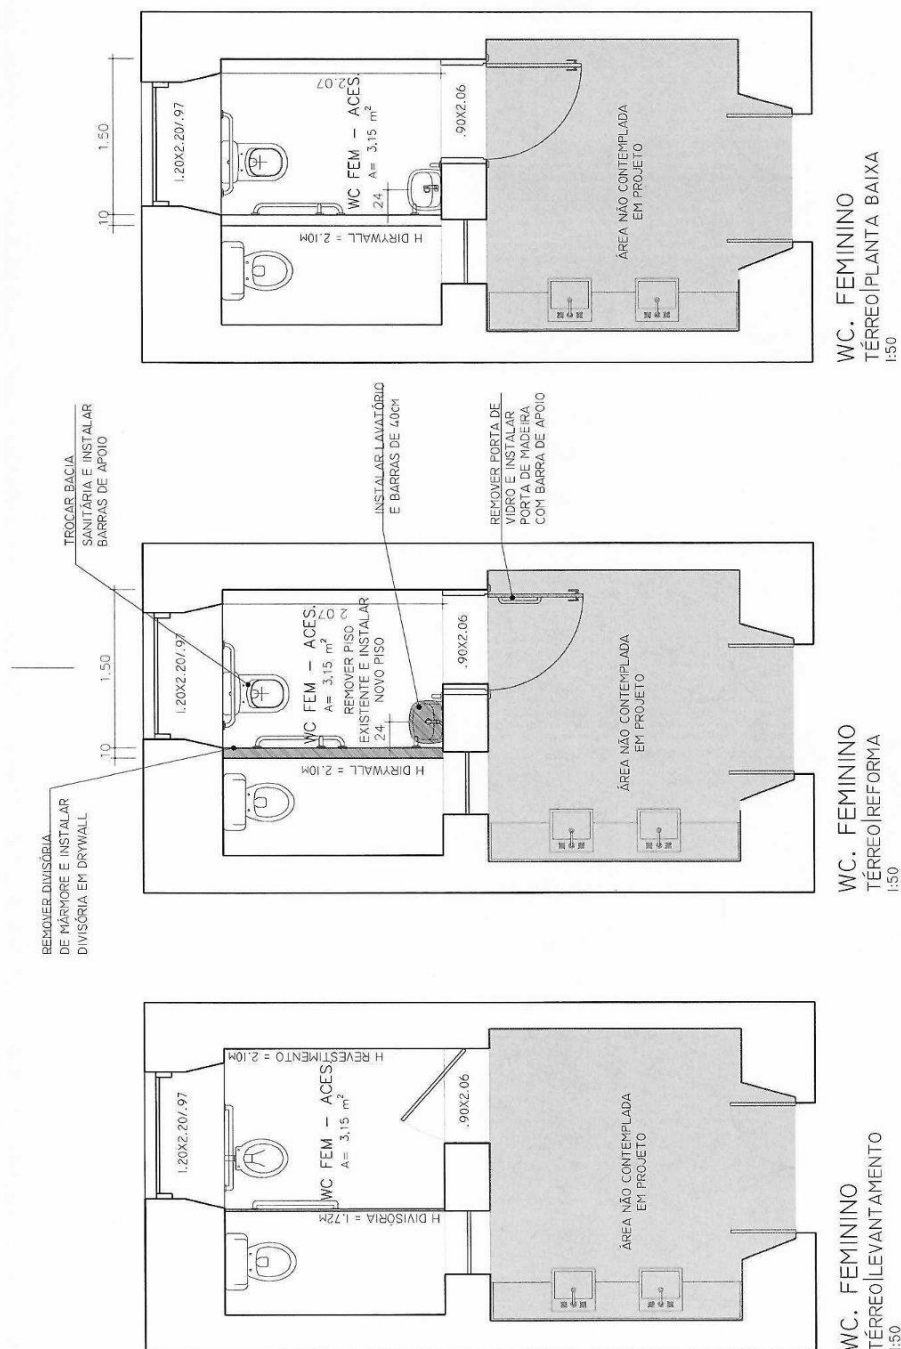 REMOVER DIVISÓRIA
DE MÁRMORE E INSTALAR
DIVISÓRIA EM DRYWALL
TROCAR BACIA
SANITÁRIA E INSTALAR
BARRAS DE APOIO
INSTALAR LAVATÓRIO
E BARRAS DE 40CM
REMOVER PORTA DE
VIDRO E INSTALAR
PORTA DE MADEIRA
COM BARRA DE APOIO
1.20X2.20/.97
H DIVISÓRIA = 1.72M
WC FEM - ACES.
A= 3,15 m²
H REVESTIMENTO = 2.10M
.90X2.06
ÁREA NÃO CONTEMPLADA
EM PROJETO
WC. FEMININO
TÉRREO|LEVANTAMENTO
1:50
10
1.50
1.20X2.20/.97
H DIRYWALL = 2.10M
WC FEM - ACES.
A= 3,15 m²
REMOVER PISO
EXISTENTE E INSTALAR
NOVO PISO
2.07
24
.90X2.06
ÁREA NÃO CONTEMPLADA
EM PROJETO
WC. FEMININO
TÉRREO|REFORMA
1:50
10
1.50
1.20X2.20/.97
H DIRYWALL = 2.10M
WC FEM - ACES.
A= 3,15 m²
2.07
24
.90X2.06
ÁREA NÃO CONTEMPLADA
EM PROJETO
WC. FEMININO
TÉRREO|PLANTA BAIXA
1:50